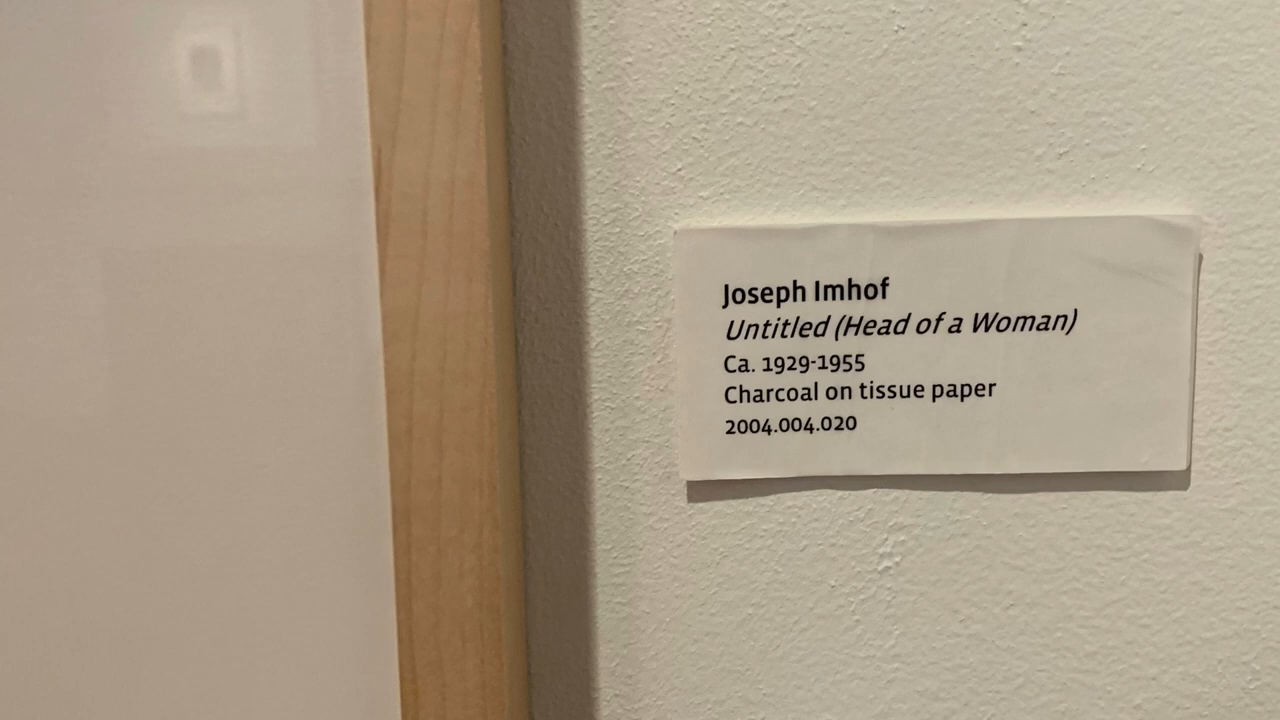 Joseph Imhof
Untitled (Head of a Woman)
Ca. 1929-1955
Charcoal on tissue paper
2004.004.020